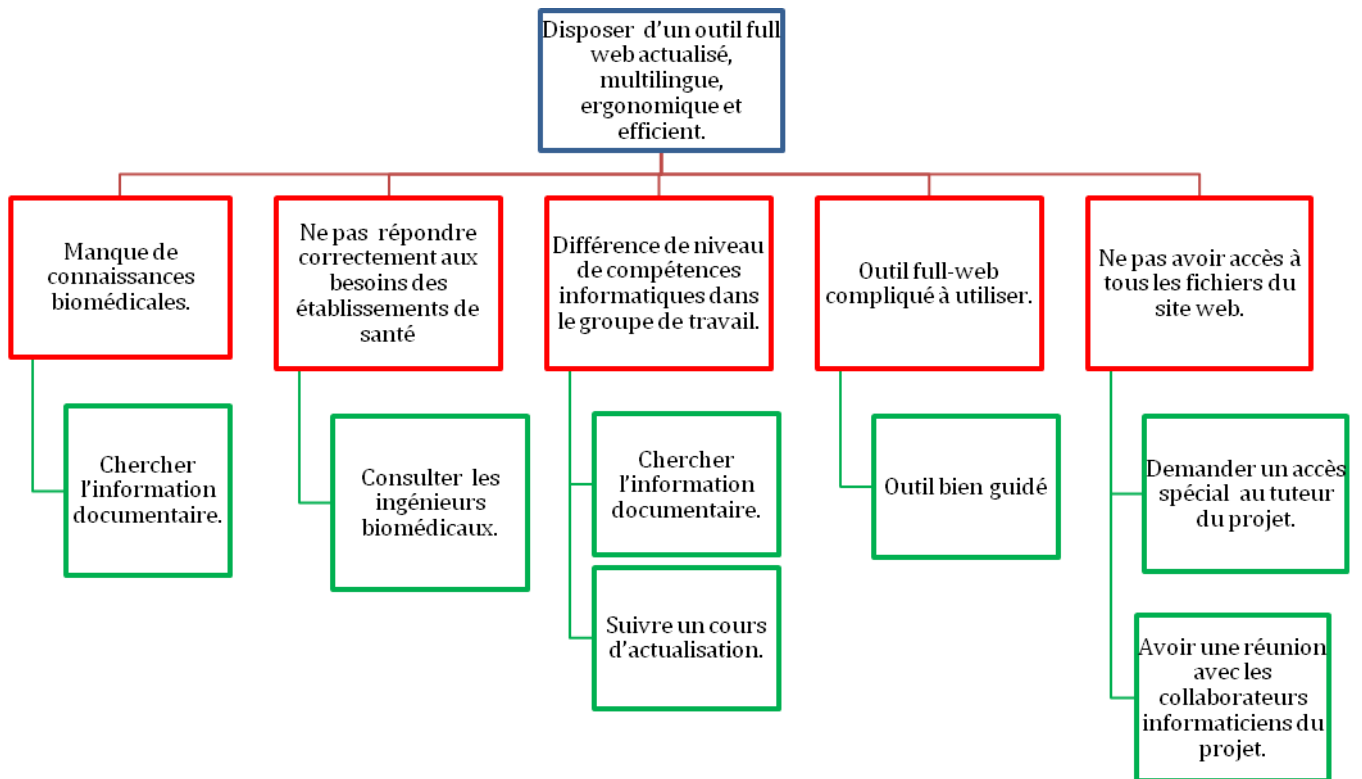 Disposer d'un outil full
web actualisé,
multilingue,
ergonomique et
efficient.
Manque de
connaissances
biomédicales.
Ne pas répondre
correctement aux
besoins des
établissements de
santé
Différence de niveau
de compétences
informatiques dans
le groupe de travail.
Outil full-web
compliqué à utiliser.
Ne pas avoir accès à
tous les fichiers du
site web.
Chercher
l'information
documentaire.
Consulter les
ingénieurs
biomédicaux.
Chercher
l'information
documentaire.
Outil bien guidé
Demander un accès
spécial au tuteur
du projet.
Suivre un cours
d'actualisation.
Avoir une réunion
avec les
collaborateurs
informaticiens du
projet.